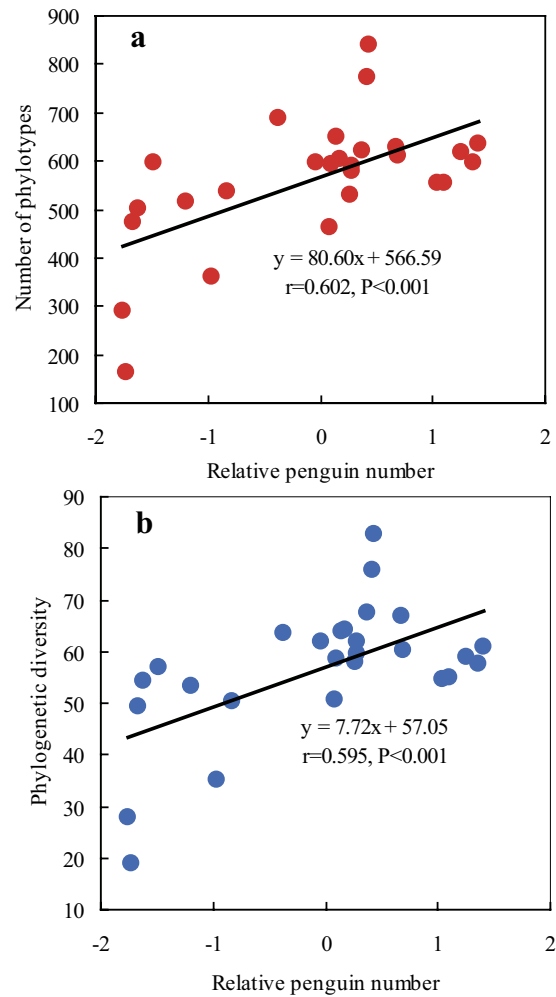 a
900
800
700
600
500
400
300
200
100
Number of phylotypes
y = 80.60x + 566.59
r=0.602, P<0.001
-2 -1 0 1 2
Relative penguin number
b
90
80
70
60
50
40
30
20
10
Phylogenetic diversity
y = 7.72x + 57.05
r=0.595, P<0.001
-2 -1 0 1 2
Relative penguin number